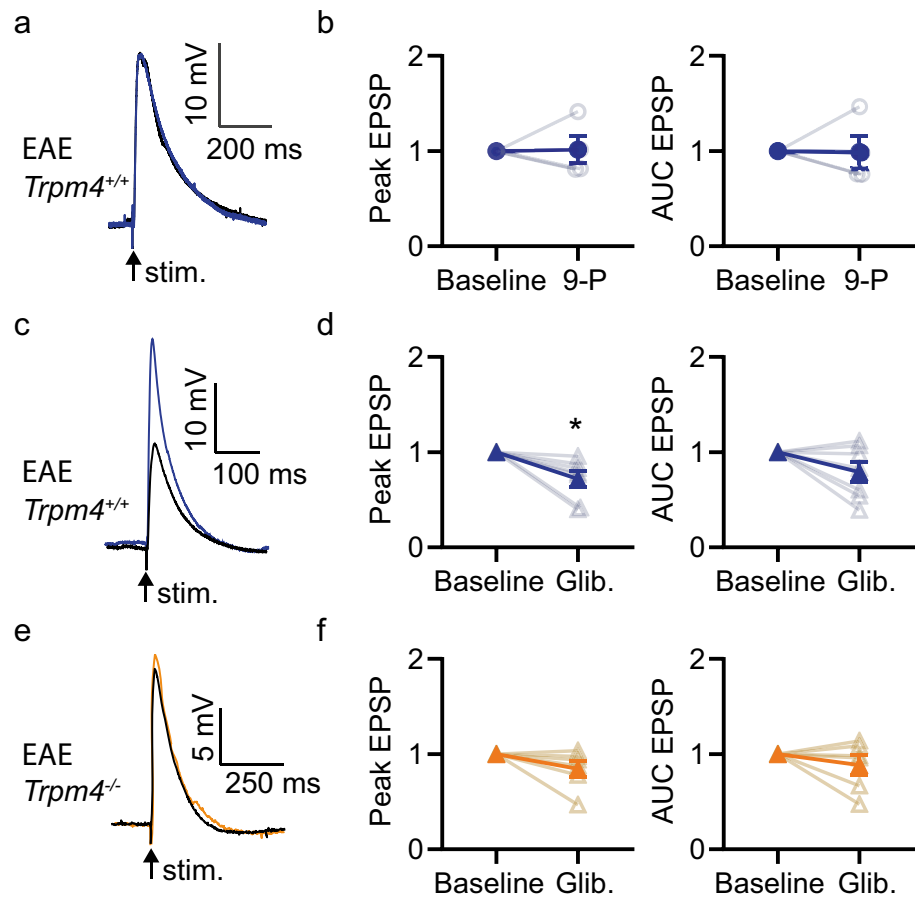 a
10 mV
200 ms
EAE
Trpm4+/+
stim.
b
Peak EPSP
2
1
0
Baseline 9-P
AUC EPSP
2
1
0
Baseline 9-P
c
10 mV
100 ms
EAE
Trpm4+/+
stim.
d
Peak EPSP
2
1
0
*
Baseline Glib.
AUC EPSP
2
1
0
Baseline Glib.
e
5 mV
250 ms
EAE
Trpm4-/-
stim.
f
Peak EPSP
2
1
0
Baseline Glib.
AUC EPSP
2
1
0
Baseline Glib.